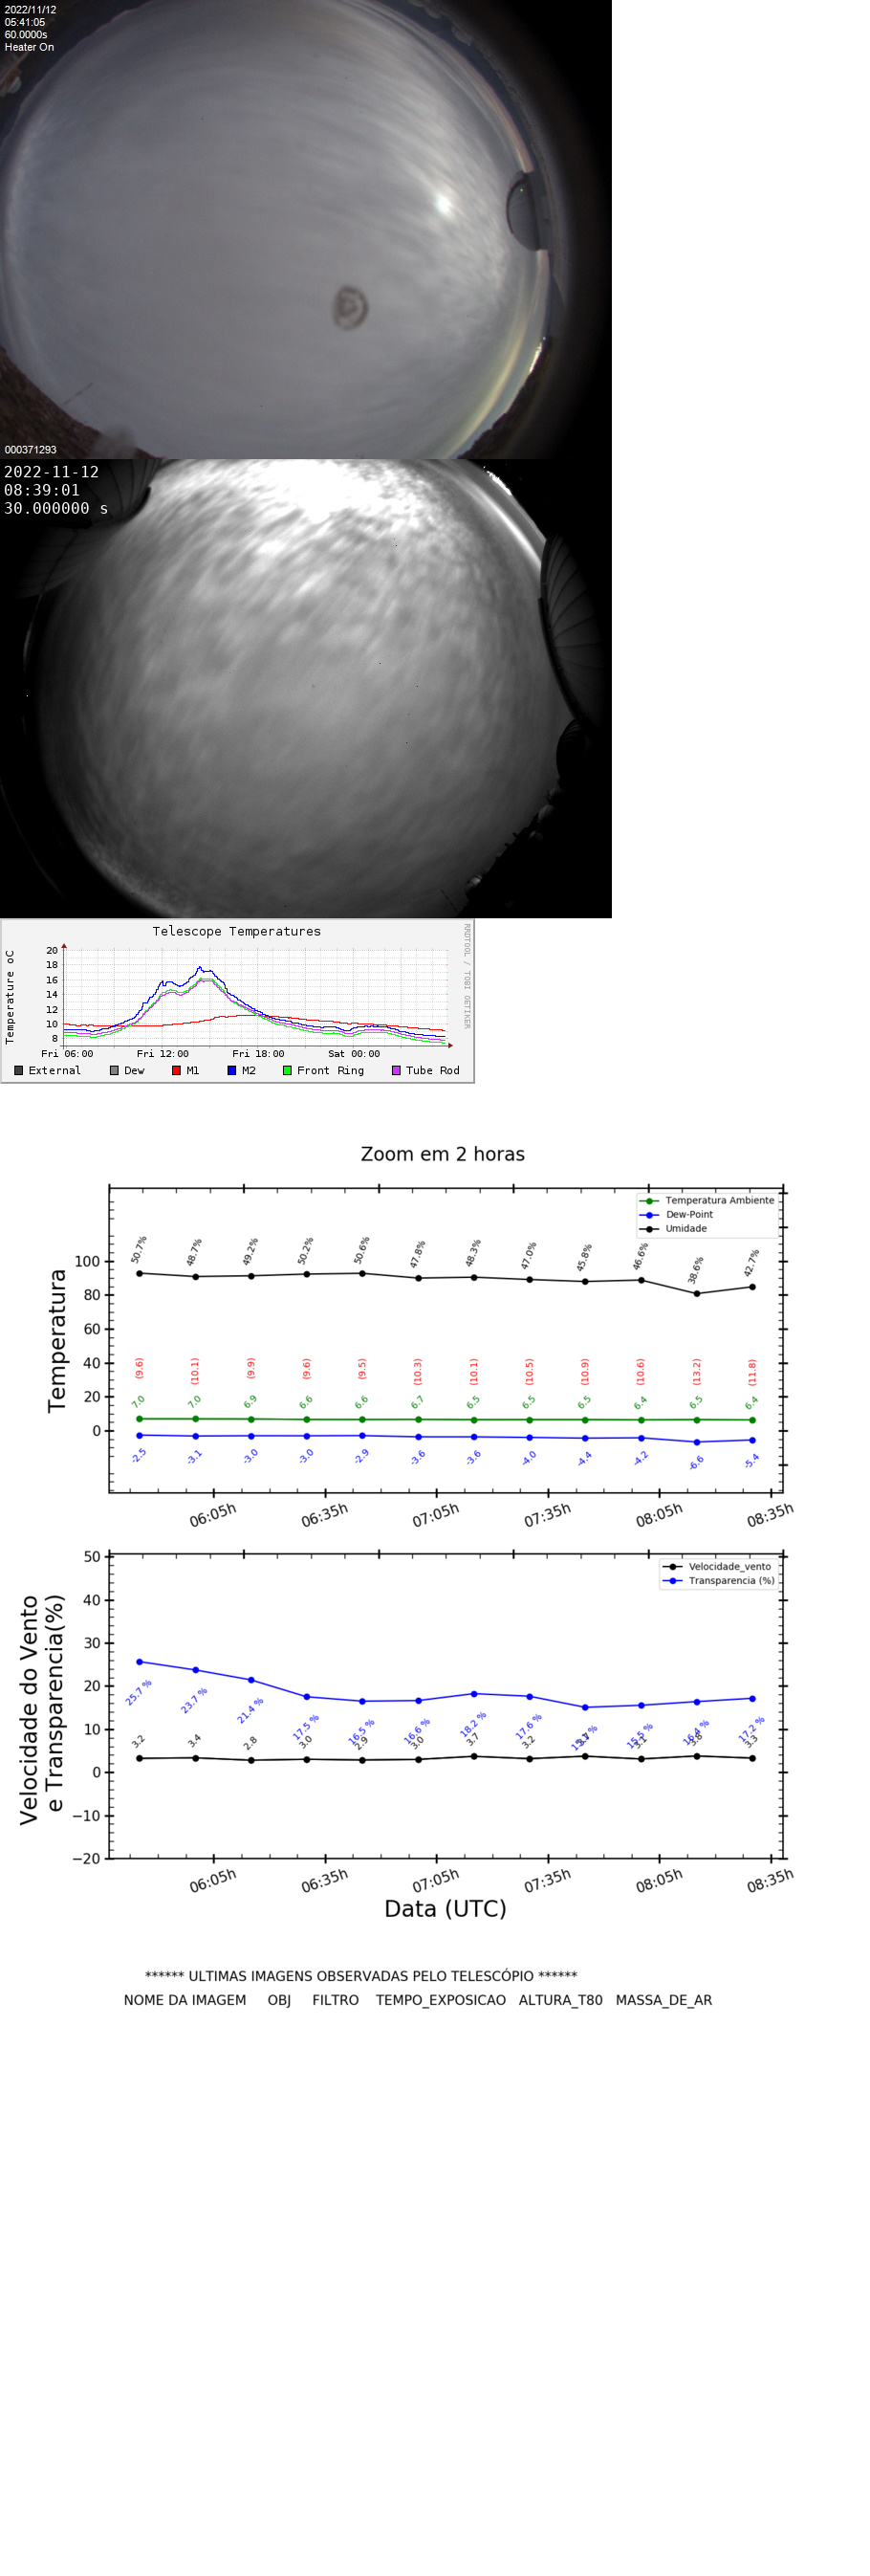 2022/11/12
05:41:05
60.0000s
Heater On
000371293
2022-11-12
08:39:01
30.000000 s
Telescope Temperatures
RRDTOOL / TOBI OETIKER
Temperature oC
20
18
16
14
12
10
8
Fri 06:00 Fri 12:00 Fri 18:00 Sat 00:00
External Dew M1 M2 Front Ring Tube Rod
Zoom em 2 horas
Temperatura Ambiente
Dew-Point
Umidade
Temperatura
100
80
60
40
20
0
50.7% 48.7% 49.2% 50.2% 50.6% 47.8% 48.3% 47.0% 45.8% 46.6% 38.6% 42.7%
(9.6) (10.1) (9.9) (9.6) (9.5) (10.3) (10.1) (10.5) (10.9) (10.6) (13.2) (11.8)
7.0 7.0 6.9 6.6 6.6 6.7 6.5 6.5 6.5 6.4 6.5 6.4
-2.5 -3.1 -3.0 -3.0 -2.9 -3.6 -3.6 -4.0 -4.4 -4.2 -6.6 -5.4
06:05h 06:35h 07:05h 07:35h 08:05h 08:35h
Velocidade_vento
Transparencia (%)
Velocidade do Vento
e Transparencia(%)
50
40
30
20
10
0
−10
−20
25.7 % 23.7 % 21.4 % 17.5 % 16.5 % 16.6 % 18.2 % 17.6 % 15.5 % 16.4 % 17.2 %
3.2 3.4 2.8 3.0 2.9 3.0 3.7 3.2 3.1 3.8 3.3
06:05h 06:35h 07:05h 07:35h 08:05h 08:35h
Data (UTC)
****** ULTIMAS IMAGENS OBSERVADAS PELO TELESCÓPIO ******
NOME DA IMAGEM OBJ FILTRO TEMPO_EXPOSICAO ALTURA_T80 MASSA_DE_AR